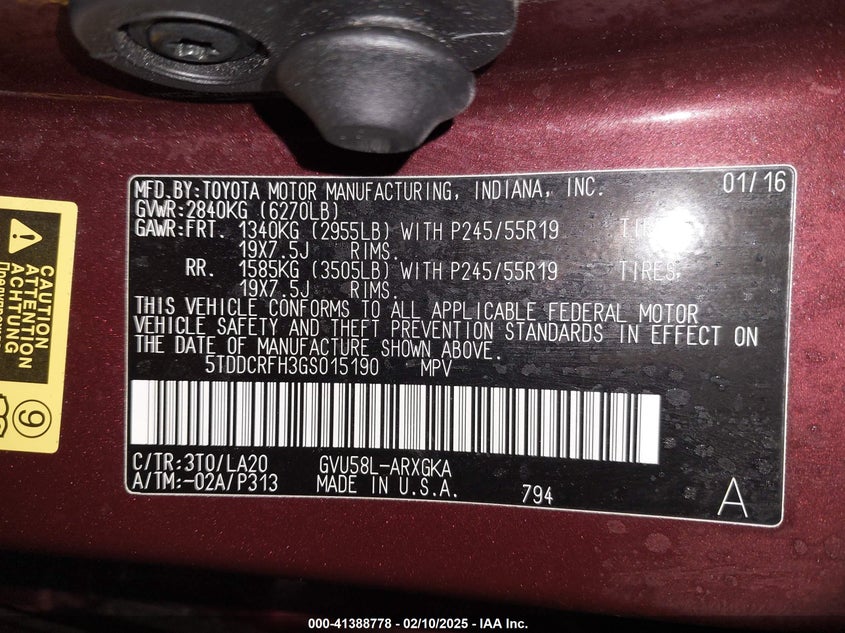 MFD.BY:TOYOTA MOTOR MANUFACTURING, INDIANA, INC. 01/16
GVWR:2840KG (6270LB)
GAWR:FRT. 1340KG (2955LB) WITH P245/55R19
19X7.5J RIMS.
RR. 1585KG (3505LB) WITH P245/55R19 TIRES,
19X7.5J RIMS.
THIS VEHICLE CONFORMS TO ALL APPLICABLE FEDERAL MOTOR
VEHICLE SAFETY AND THEFT PREVENTION STANDARDS IN EFFECT ON
THE DATE OF MANUFACTURE SHOWN ABOVE.
5TDDCRFH3GS015190 MPV
C/TR:3T0/LA20 GVU58L-ARXGKA
A/TM:-02A/P313 MADE IN U.S.A. 794 A
CAUTION
ATTENTION
ACHTUNG
9
000-41388778 - 02/10/2025 - IAA Inc.